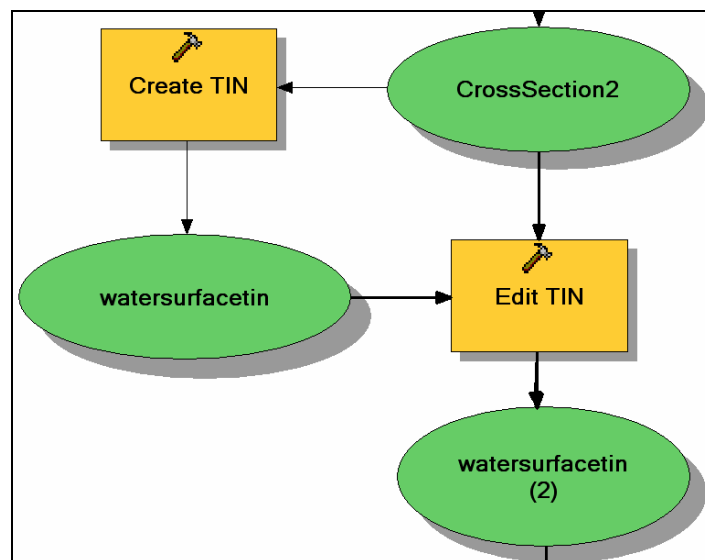 Create TIN
CrossSection2
watersurfacetin
Edit TIN
watersurfacetin
(2)